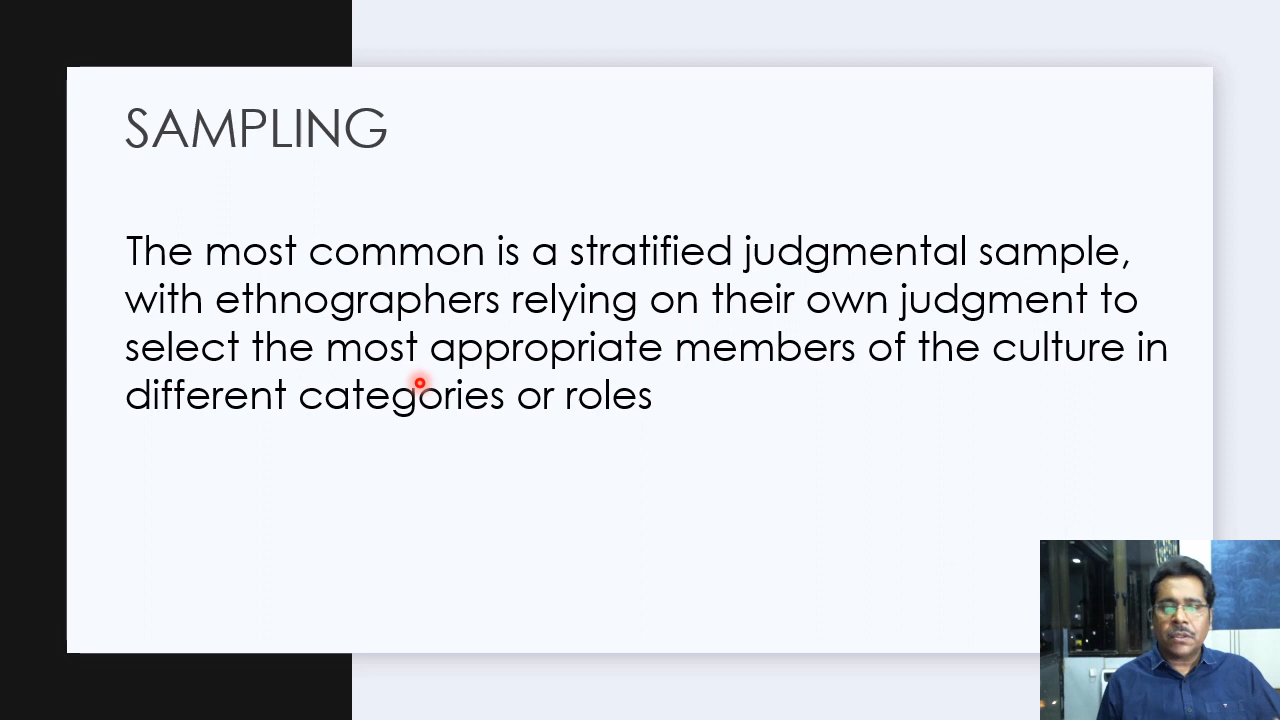 SAMPLING
The most common is a stratified judgmental sample,
with ethnographers relying on their own judgment to
select the most appropriate members of the culture in
different categories or roles